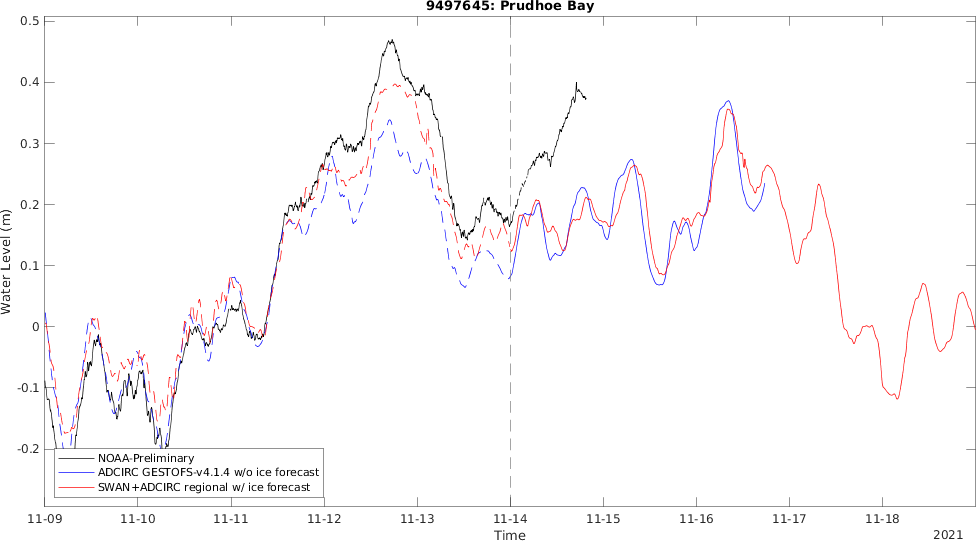 9497645: Prudhoe Bay
0.5
0.4
0.3
0.2
0.1
0
-0.1
-0.2
Water Level (m)
NOAA-Preliminary
ADCIRC GESTOFS-v4.1.4 w/o ice forecast
SWAN+ADCIRC regional w/ ice forecast
11-09 11-10 11-11 11-12 11-13 11-14 11-15 11-16 11-17 11-18
Time
2021